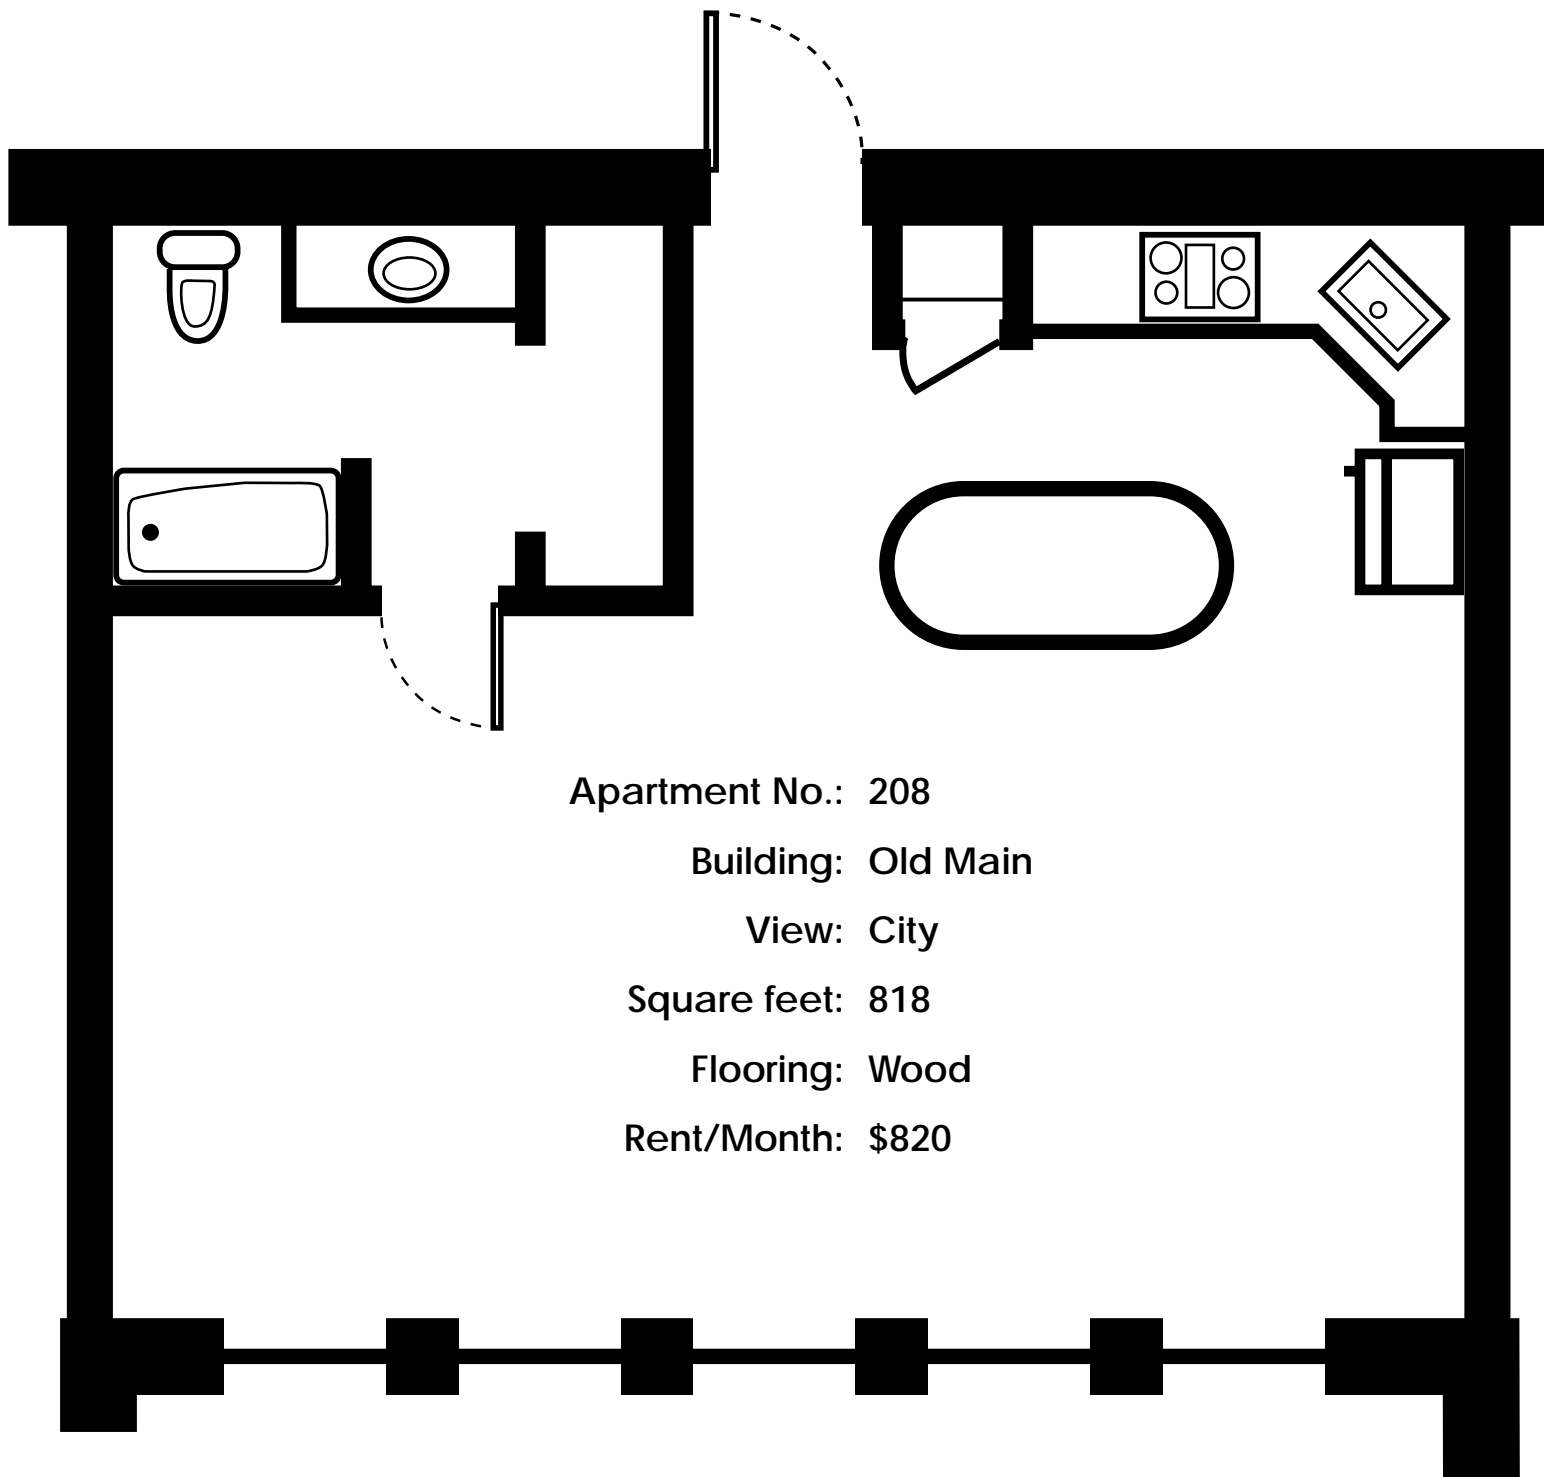 Apartment No.: 208
Building: Old Main
View: City
Square feet: 818
Flooring: Wood
Rent/Month: $820